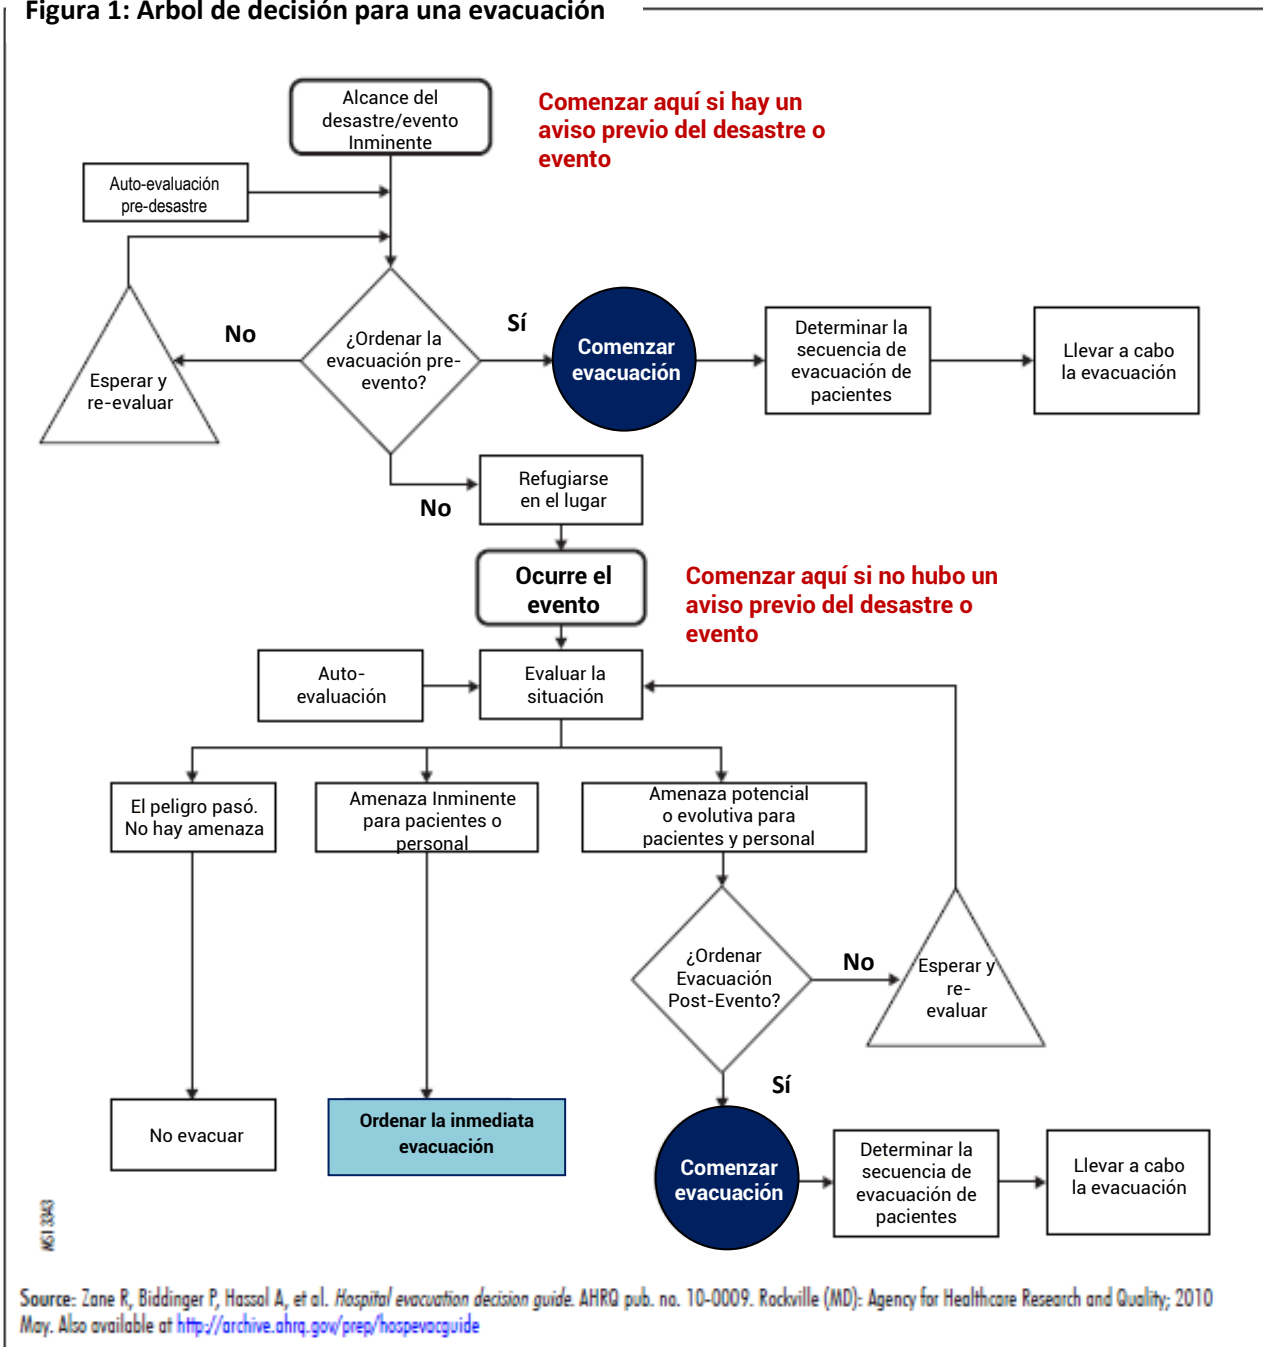 Figura 1: Árbol de decisión para una evacuación
Alcance del
desastre/evento
Inminente
Comenzar aquí si hay un
aviso previo del desastre o
evento
Auto-evaluación
pre-desastre
No
¿Ordenar la
evacuación pre-
evento?
Sí
Comenzar
evacuación
Determinar la
secuencia de
evacuación de
pacientes
Llevar a cabo
la evacuación
Esperar y
re-evaluar
No
Refugiarse
en el lugar
Ocurre el
evento
Comenzar aquí si no hubo un
aviso previo del desastre o
evento
Auto-
evaluación
Evaluar la
situación
El peligro pasó.
No hay amenaza
Amenaza Inminente
para pacientes o
personal
Amenaza potencial
o evolutiva para
pacientes y personal
¿Ordenar
Evacuación
Post-Evento?
No
Esperar y
re-
evaluar
Sí
No evacuar
Ordenar la inmediata
evacuación
Comenzar
evacuación
Determinar la
secuencia de
evacuación de
pacientes
Llevar a cabo
la evacuación
MS13343
Source: Zane R, Biddinger P, Hassol A, et al. Hospital evacuation decision guide. AHRQ pub. no. 10-0009. Rockville (MD): Agency for Healthcare Research and Quality; 2010
May. Also available at http://archive.ahrq.gov/prep/hospevacguide